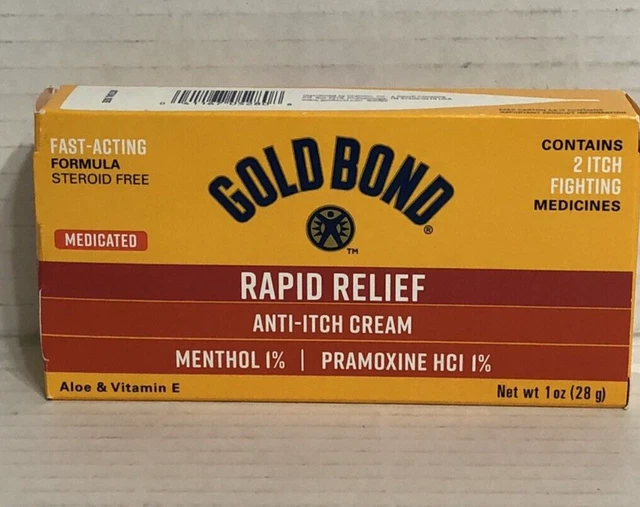 FAST-ACTING
FORMULA
STEROID FREE
MEDICATED
GOLD BOND
®
TM
CONTAINS
2 ITCH
FIGHTING
MEDICINES
RAPID RELIEF
ANTI-ITCH CREAM
MENTHOL 1% | PRAMOXINE HCl 1%
Aloe & Vitamin E
Net wt 1 oz (28 g)